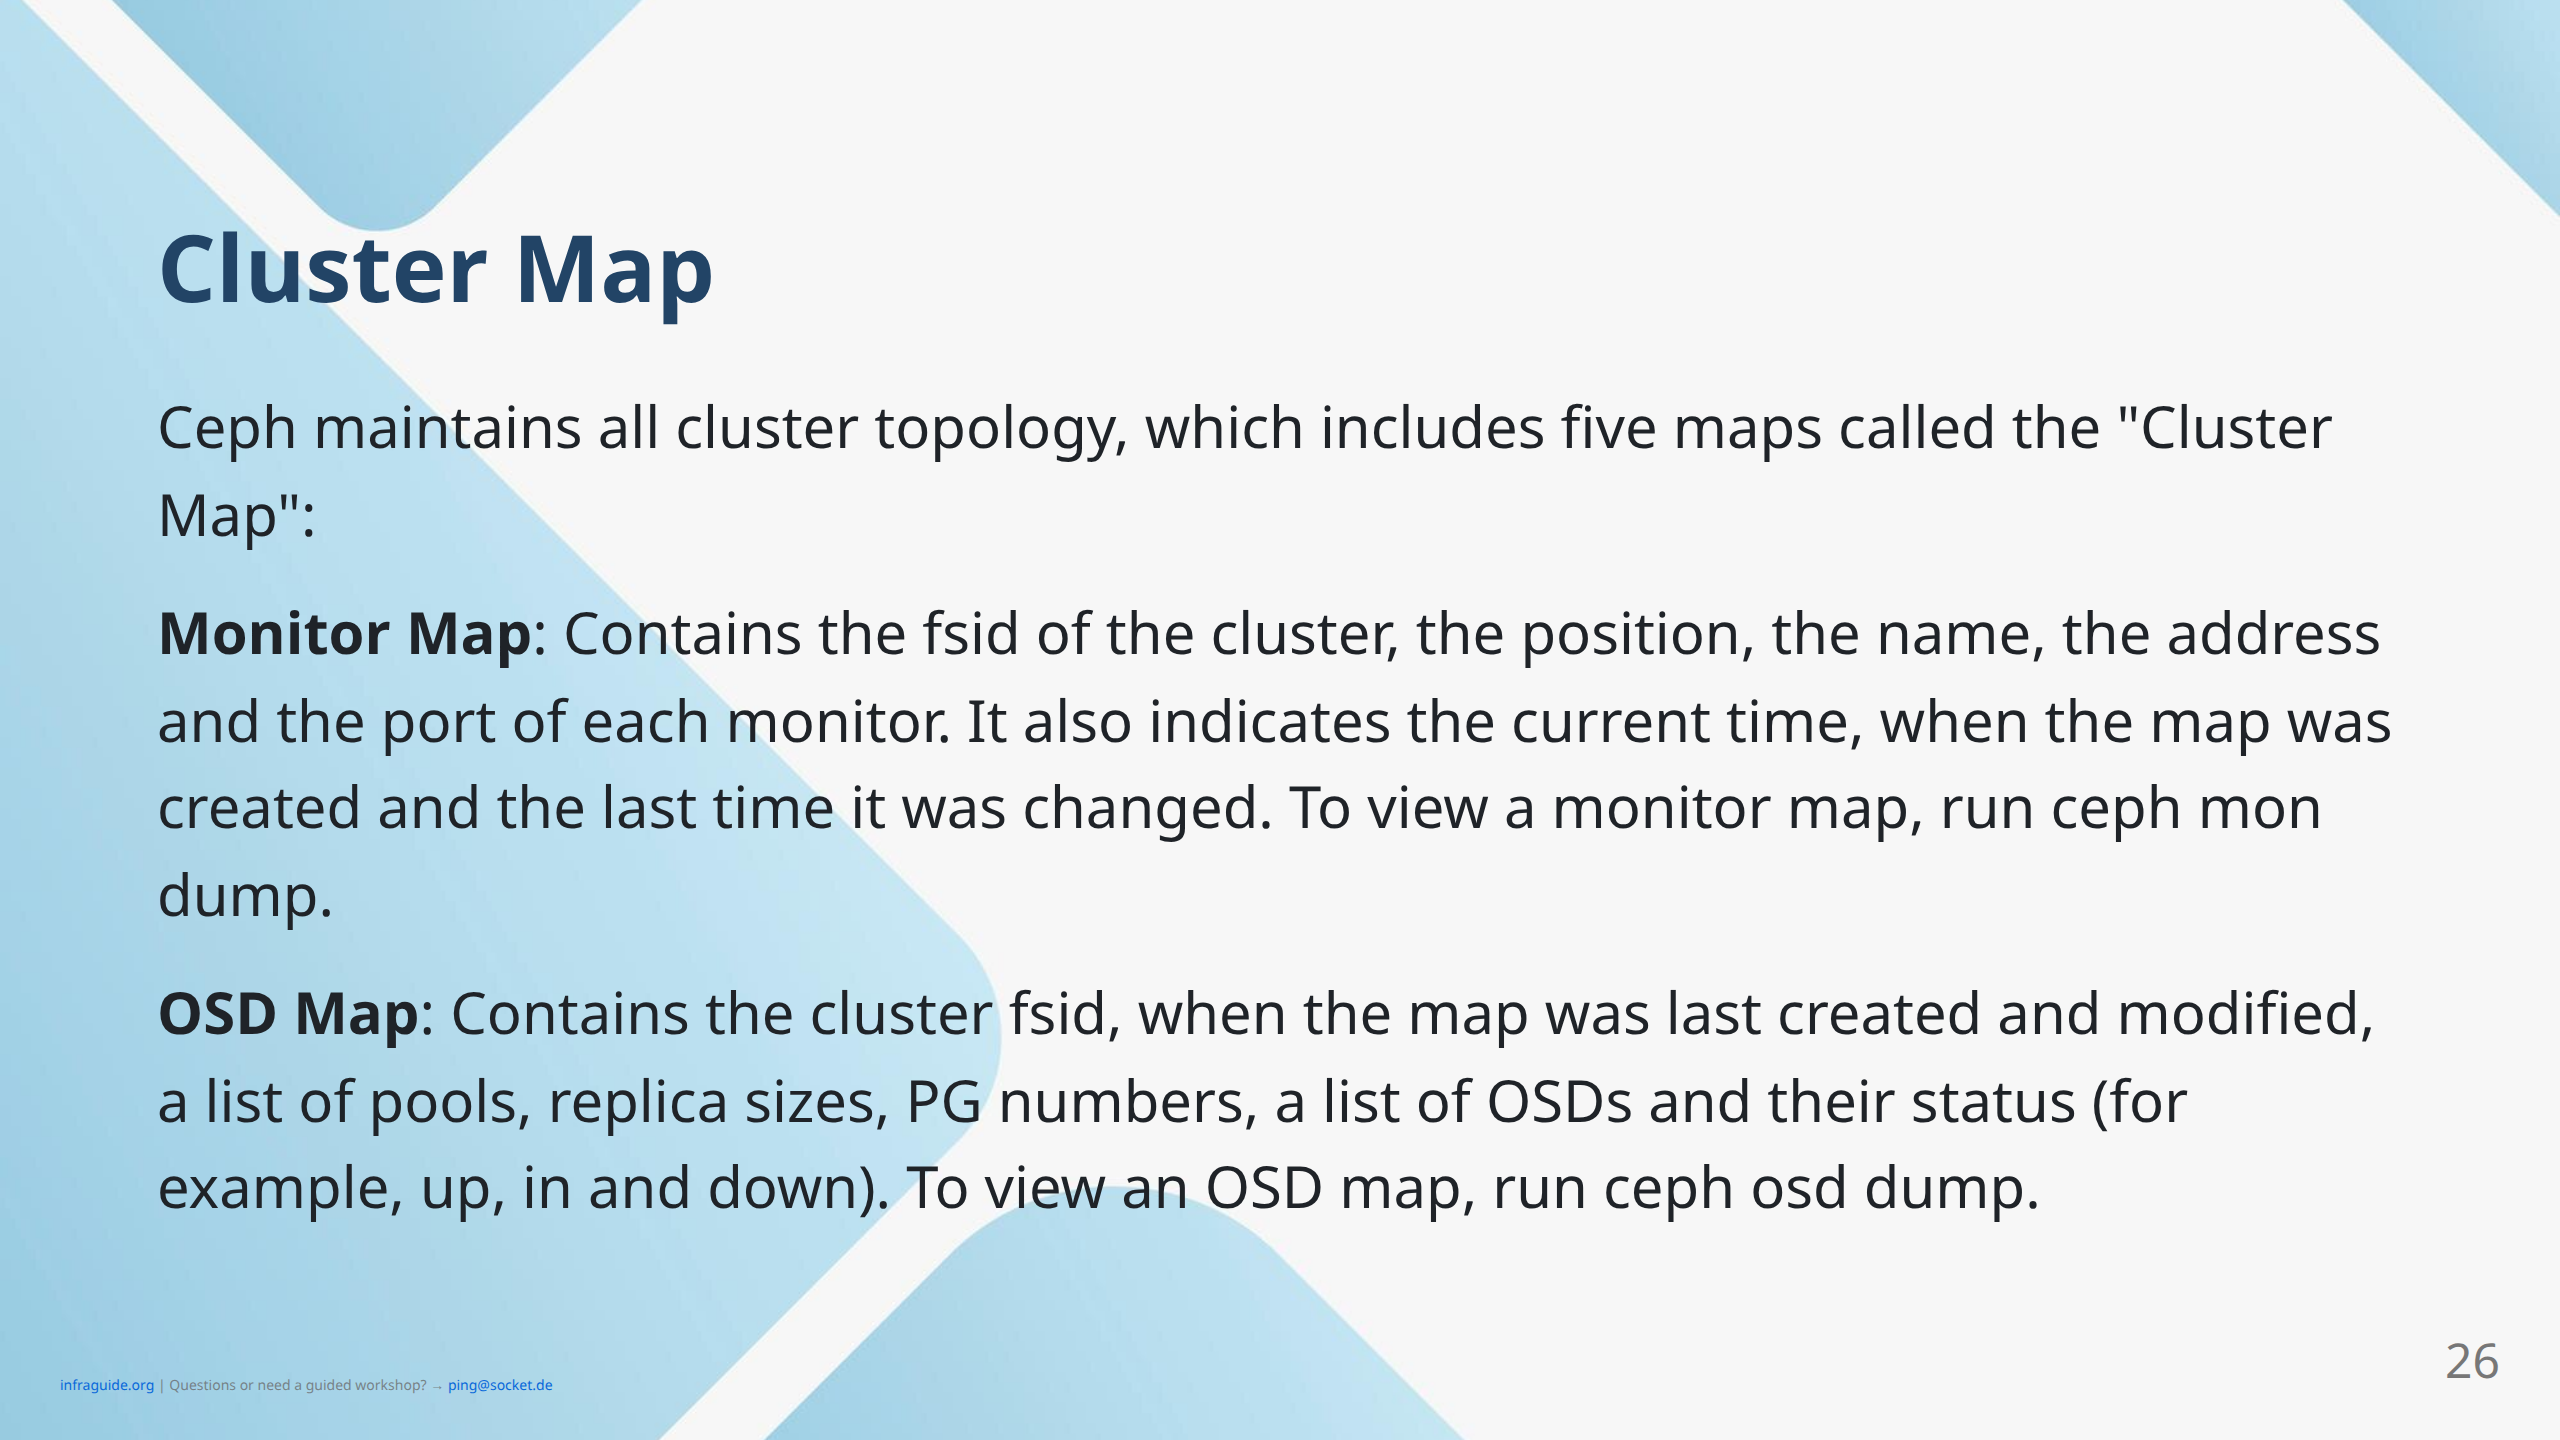 Cluster Map
Ceph maintains all cluster topology, which includes five maps called the "Cluster
Map":
Monitor Map: Contains the fsid of the cluster, the position, the name, the address
and the port of each monitor. It also indicates the current time, when the map was
created and the last time it was changed. To view a monitor map, run ceph mon
dump.
OSD Map: Contains the cluster fsid, when the map was last created and modified,
a list of pools, replica sizes, PG numbers, a list of OSDs and their status (for
example, up, in and down). To view an OSD map, run ceph osd dump.
infraguide.org | Questions or need a guided workshop? → ping@socket.de
26